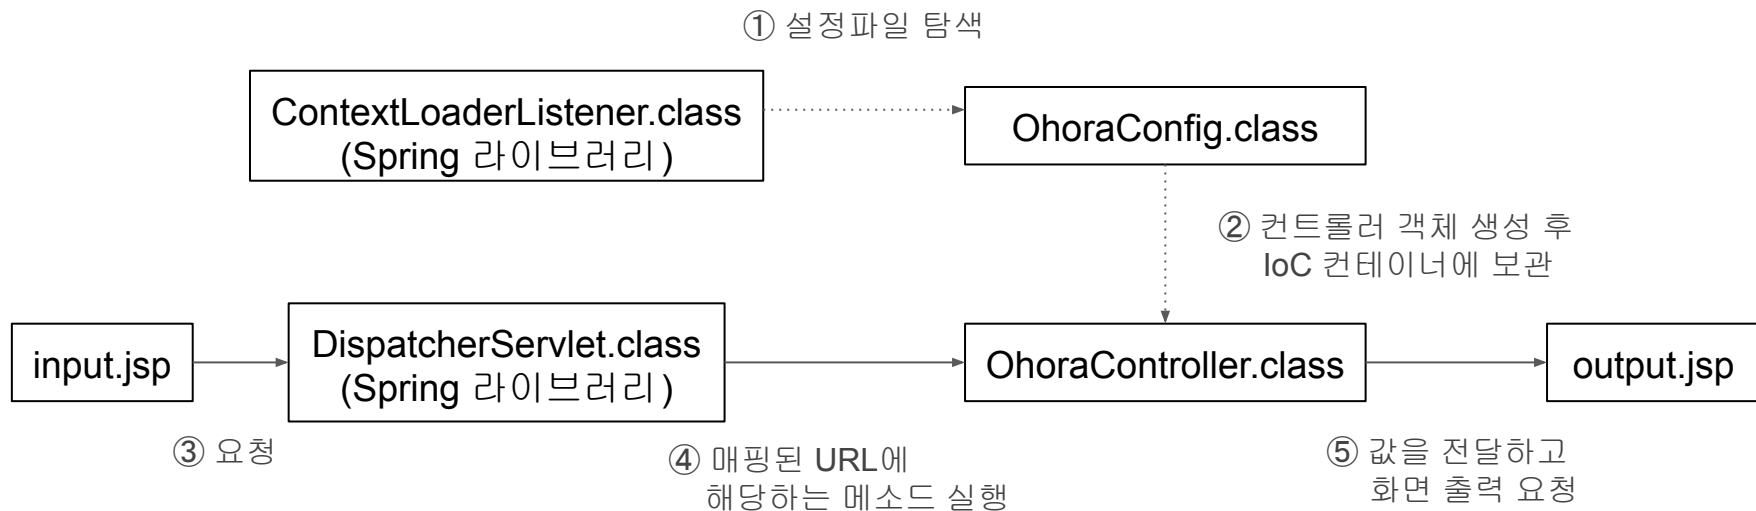 ① 설정파일 탐색
ContextLoaderListener.class
(Spring 라이브러리)
OhoraConfig.class
② 컨트롤러 객체 생성 후
IoC 컨테이너에 보관
input.jsp
DispatcherServlet.class
(Spring 라이브러리)
OhoraController.class
output.jsp
③ 요청
④ 매핑된 URL에
해당하는 메소드 실행
⑤ 값을 전달하고
화면 출력 요청